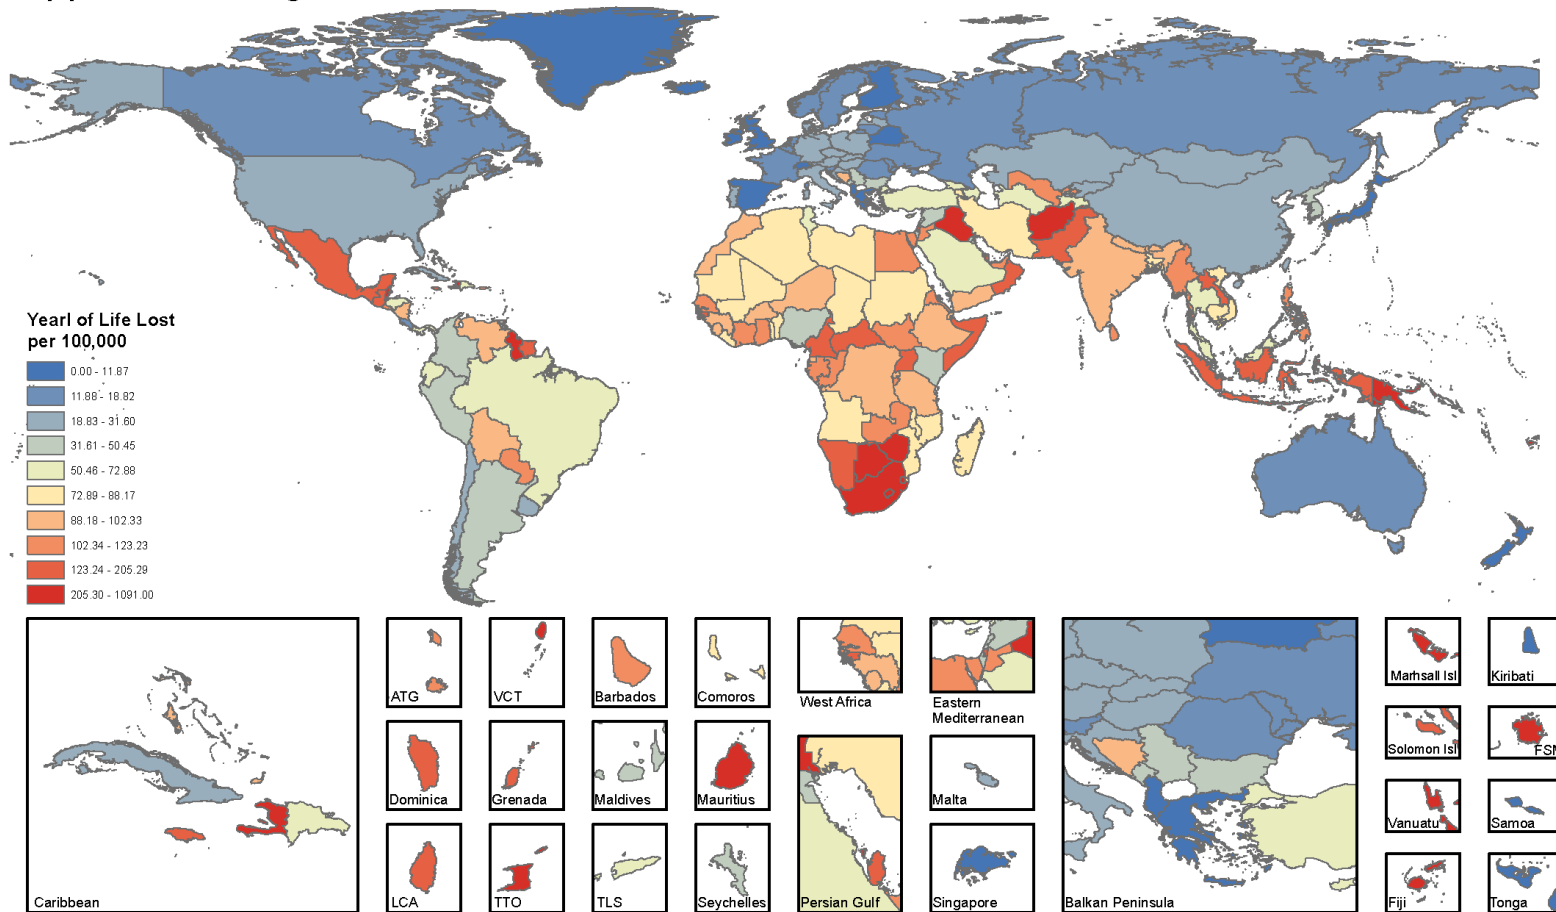 Yearl of Life Lost
per 100,000
0.00 - 11.87
11.88 - 18.82
18.83 - 31.60
31.61 - 50.45
50.46 - 72.88
72.89 - 88.17
88.18 - 102.33
102.34 - 123.23
123.24 - 205.29
205.30 - 1091.00
Caribbean
ATG
VCT
Barbados
Comoros
West Africa
Eastern
Mediterranean
Balkan Peninsula
Marhsall Isl
Kiribati
Dominica
Grenada
Maldives
Mauritius
Persian Gulf
Malta
Solomon Isl
FSM
LCA
TTO
TLS
Seychelles
Singapore
Vanuatu
Samoa
Fiji
Tonga